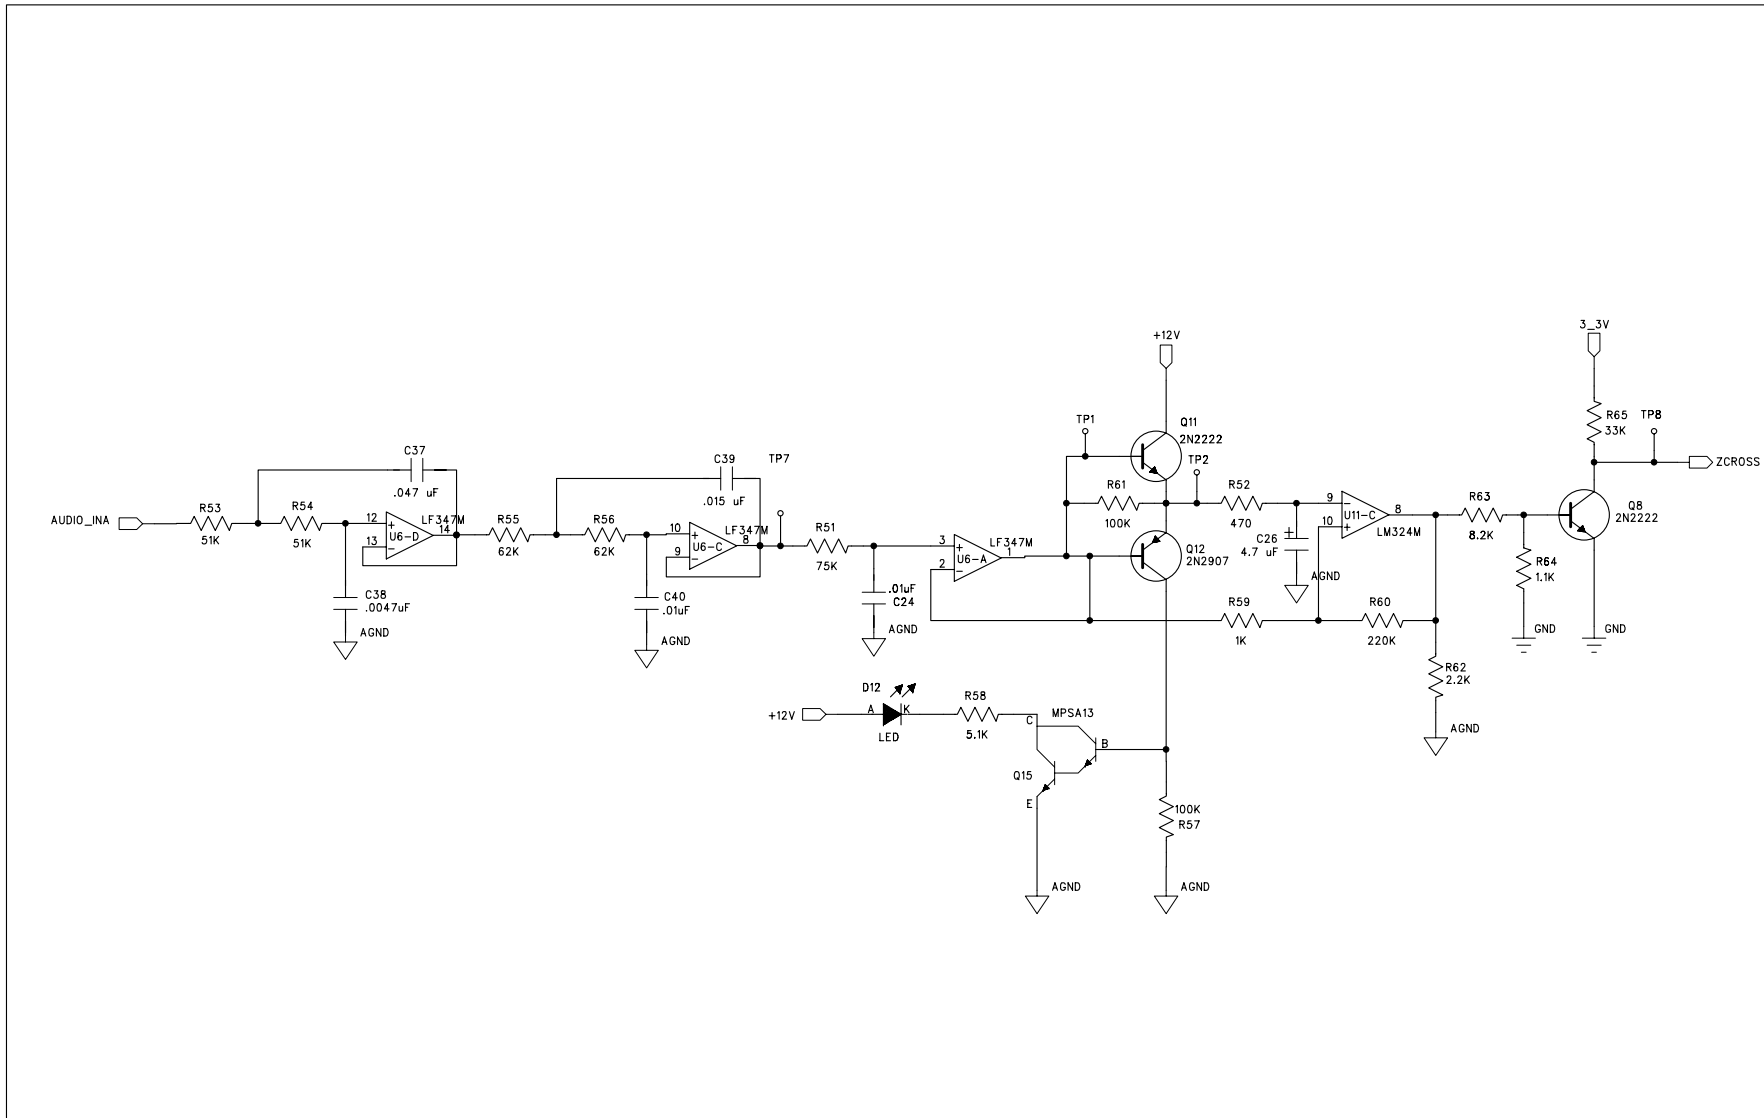 3_3V
+12V
R65
33K
TP8
ZCROSS
TP1
Q11
2N2222
TP2
C37
.047 uF
C39
.015 uF
TP7
R61
100K
R52
470
9
10
U11-C
8
LM324M
R63
8.2K
Q8
2N2222
AUDIO_INA
R53
51K
R54
51K
12
13
U6-D
LF347M
14
R55
62K
R56
62K
10
9
U6-C
LF347M
8
R51
75K
3
2
U6-A
LF347M
1
Q12
2N2907
C26
4.7 uF
+
AGND
R64
1.1K
C38
.0047uF
AGND
C40
.01uF
AGND
.01uF
C24
AGND
R59
1K
R60
220K
GND
GND
R62
2.2K
AGND
D12
+12V
A
K
LED
R58
5.1K
C
MPSA13
B
Q15
E
100K
R57
AGND
AGND